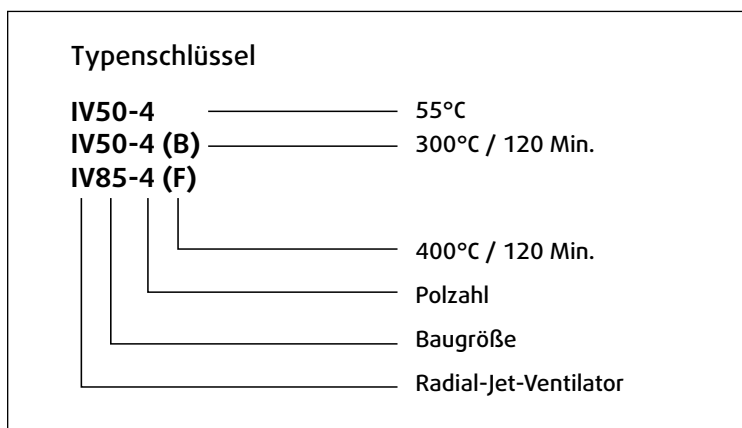 Typenschlüssel
IV50-4 55°C
IV50-4 (B) 300°C / 120 Min.
IV85-4 (F)
400°C / 120 Min.
Polzahl
Baugröße
Radial-Jet-Ventilator